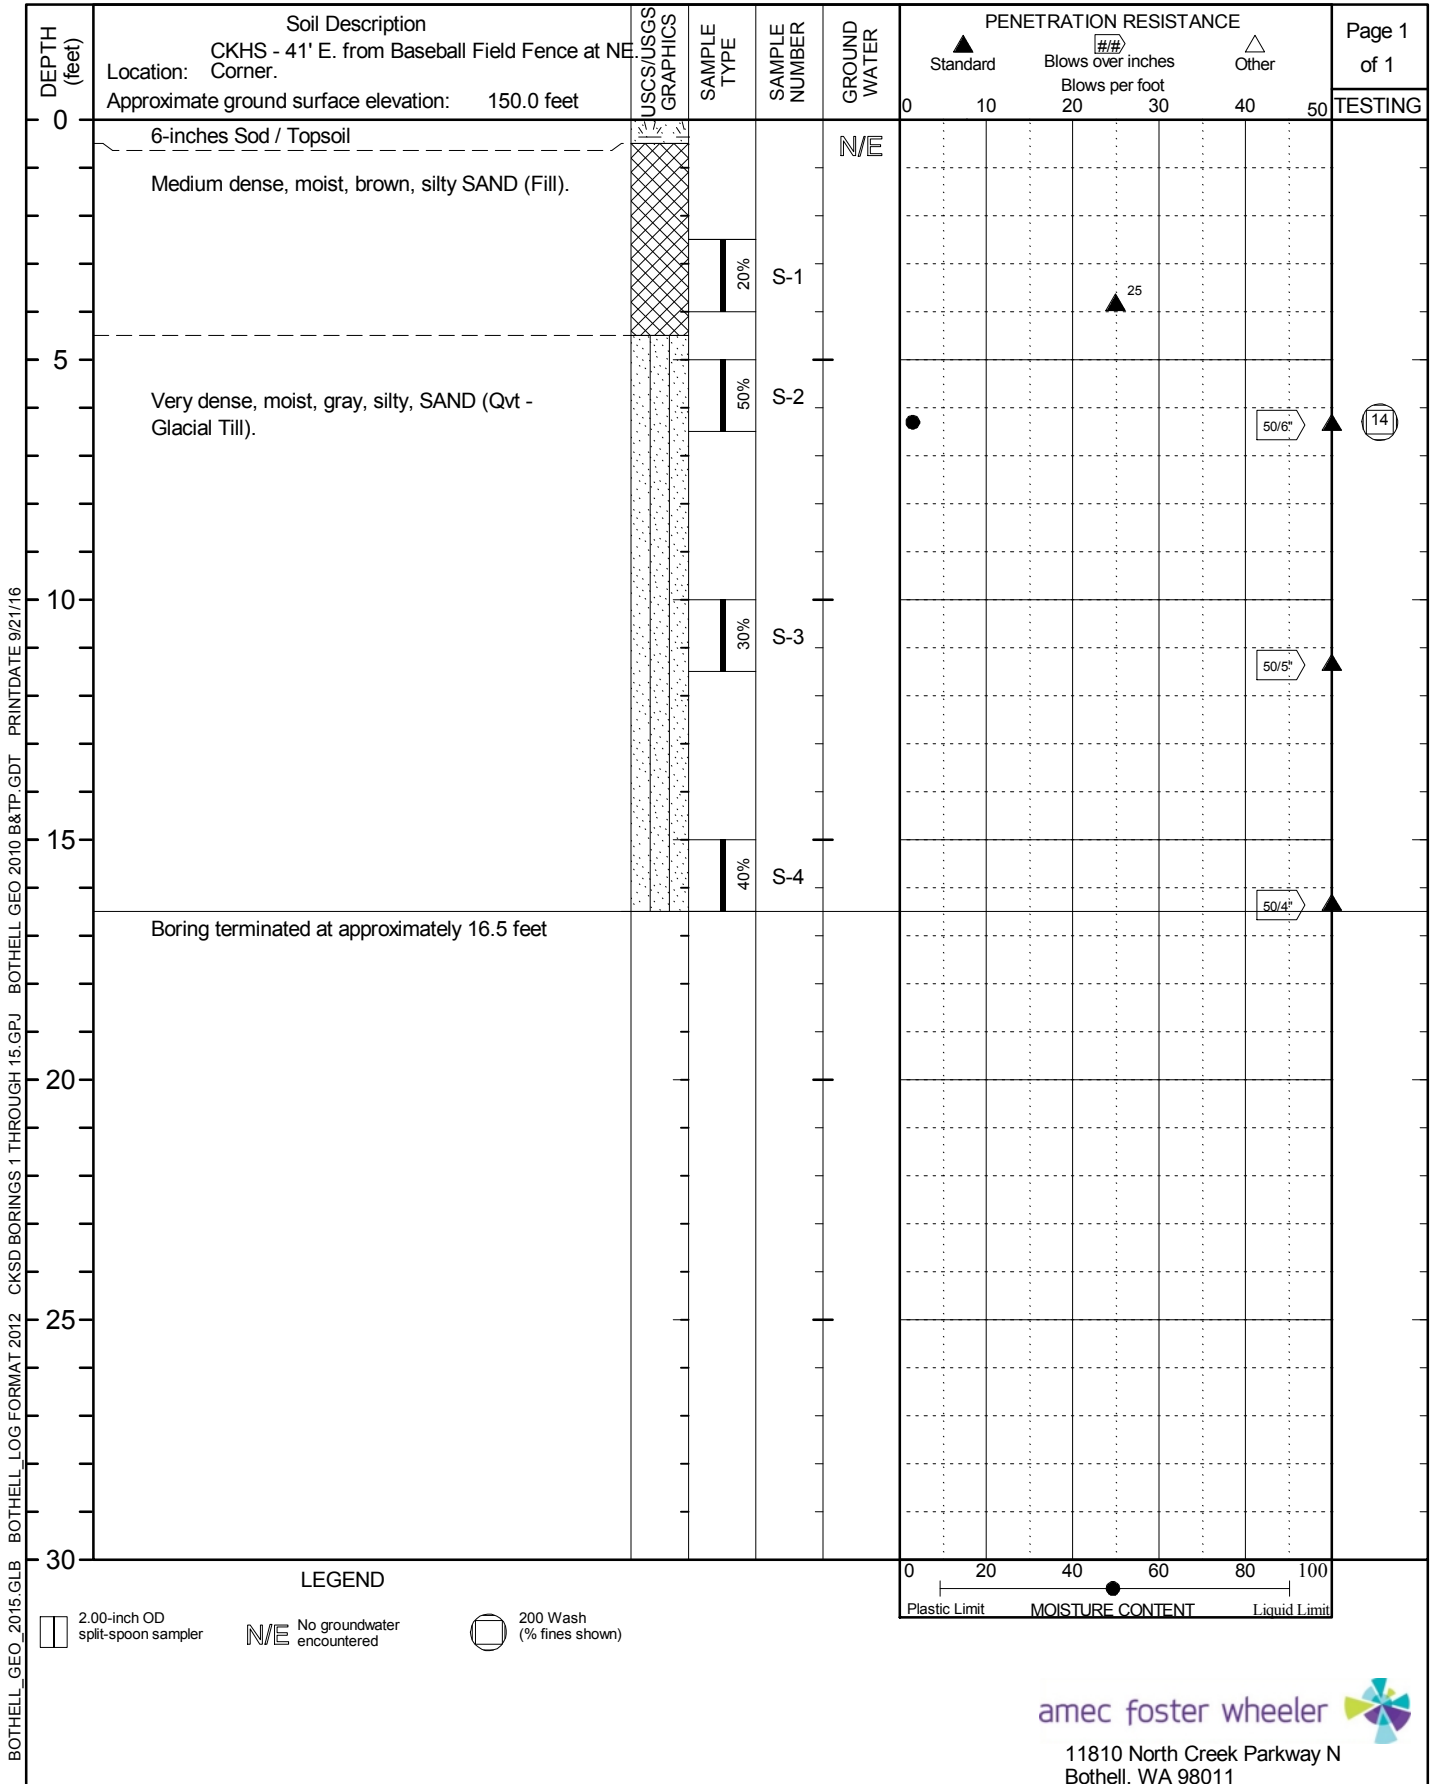 DEPTH
(feet)
Soil Description
Location:
CKHS - 41' E. from Baseball Field Fence at NE.
Corner.
Approximate ground surface elevation: 150.0 feet
USCS/USGS
GRAPHICS
SAMPLE
TYPE
SAMPLE
NUMBER
GROUND
WATER
PENETRATION RESISTANCE
Standard
#/#
Blows over inches
Other
Blows per foot
0 10 20 30 40 50
Page 1
of 1
TESTING
0
6-inches Sod / Topsoil
N/E
Medium dense, moist, brown, silty SAND (Fill).
20%
S-1
25
5
Very dense, moist, gray, silty, SAND (Qvt -
Glacial Till).
50%
S-2
50/6"
14
10
30%
S-3
50/5"
15
40%
S-4
50/4"
Boring terminated at approximately 16.5 feet
20
25
30
0 20 40 60 80 100
Plastic Limit
MOISTURE CONTENT
Liquid Limit
LEGEND
2.00-inch OD
split-spoon sampler
N/E
No groundwater
encountered
200 Wash
(% fines shown)
amec foster wheeler
11810 North Creek Parkway N
Bothell, WA 98011
BOTHELL_GEO_2015.GLB BOTHELL_LOG FORMAT 2012 CKSD BORINGS 1 THROUGH 15.GPJ BOTHELL GEO 2010 B&TP.GDT PRINTDATE 9/21/16